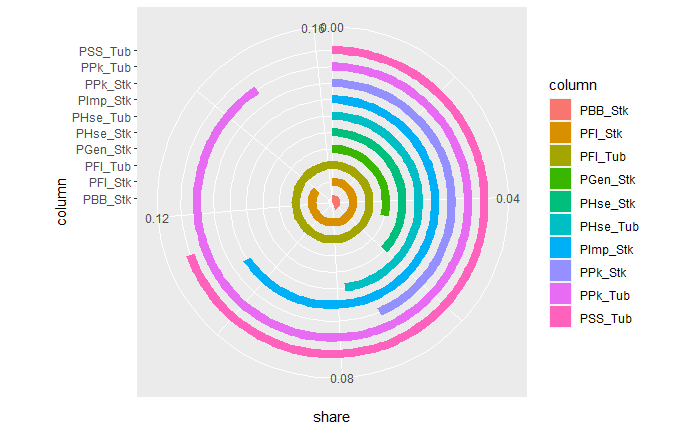 0.16
0.00
PSS_Tub
PPk_Tub
PPk_Stk
PImp_Stk
PHse_Tub
PHse_Stk
PGen_Stk
PFI_Tub
PFI_Stk
PBB_Stk
column
0.04
0.12
0.08
share
column
PBB_Stk
PFI_Stk
PFI_Tub
PGen_Stk
PHse_Stk
PHse_Tub
PImp_Stk
PPk_Stk
PPk_Tub
PSS_Tub